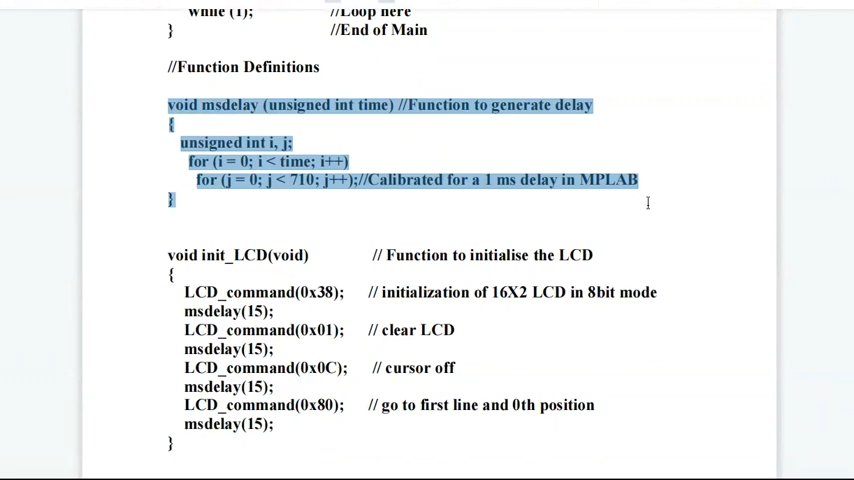 while (1); //Loop here
} //End of Main
//Function Definitions
void msdelay (unsigned int time) //Function to generate delay
{
unsigned int i, j;
for (i = 0; i < time; i++)
for (j = 0; j < 710; j++);//Calibrated for a 1 ms delay in MPLAB
}
void init_LCD(void) // Function to initialise the LCD
{
LCD_command(0x38); // initialization of 16X2 LCD in 8bit mode
msdelay(15);
LCD_command(0x01); // clear LCD
msdelay(15);
LCD_command(0x0C); // cursor off
msdelay(15);
LCD_command(0x80); // go to first line and 0th position
msdelay(15);
}